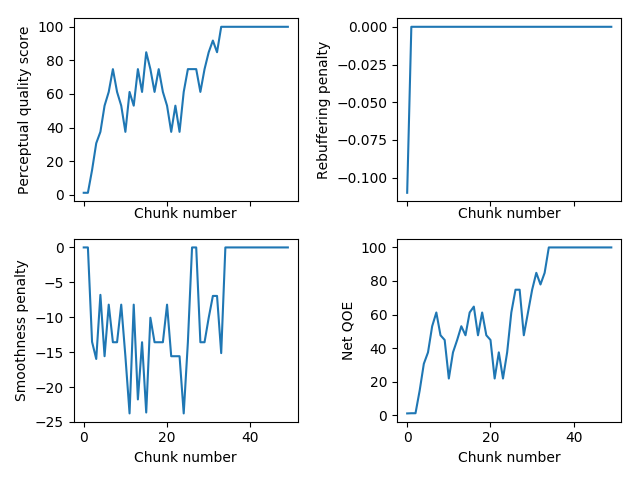 Perceptual quality score
100
80
60
40
20
0
Chunk number
Rebuffering penalty
0.000
−0.025
−0.050
−0.075
−0.100
Chunk number
Smoothness penalty
0
−5
−10
−15
−20
−25
0 20 40
Chunk number
Net QOE
100
80
60
40
20
0
0 20 40
Chunk number